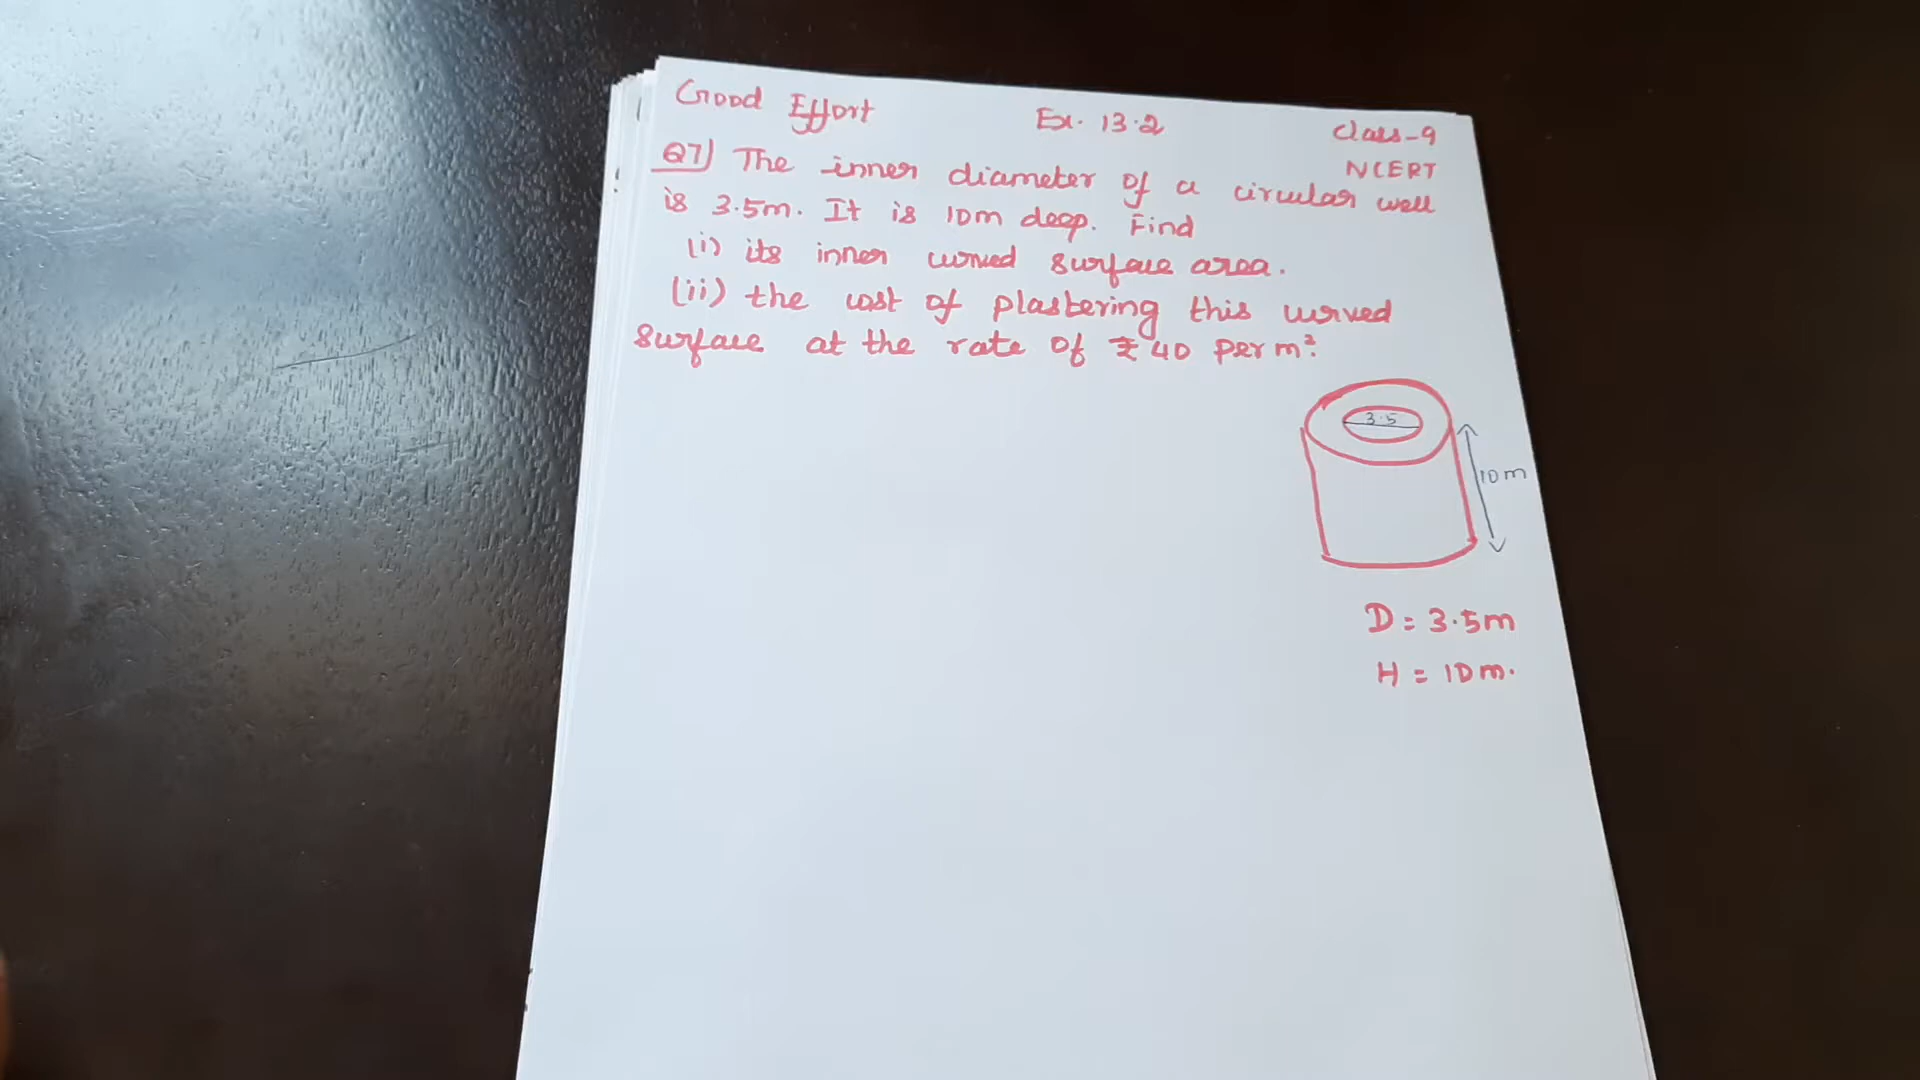 Good Effort Ex. 13.2 Class-9
NCERT
Q7) The inner diameter of a circular well
is 3.5m. It is 10m deep. Find
(i) its inner curved surface area.
(ii) the cost of plastering this curved
surface at the rate of ₹40 per m².
3.5
10m
D = 3.5m
H = 10m.